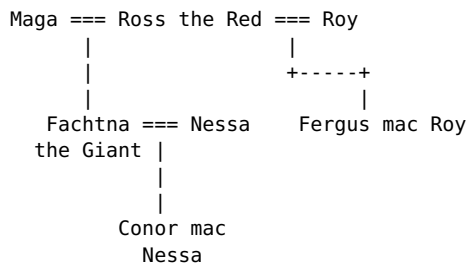 Maga === Ross the Red === Roy
Fachtna === Nessa Fergus mac Roy
the Giant
Conor mac
Nessa